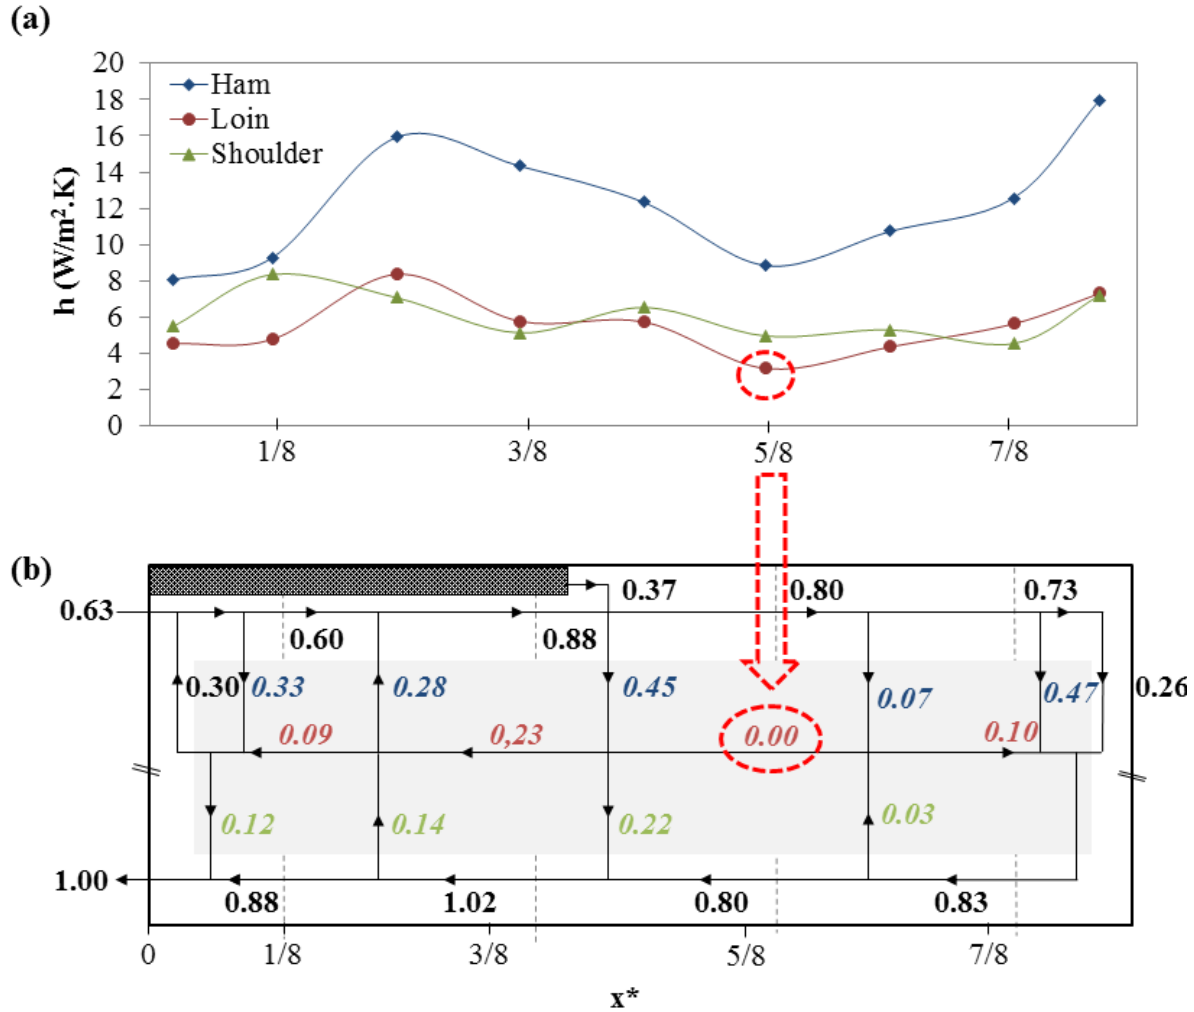 (a)
20
18
16
14
12
10
8
6
4
2
0
h (W/m².K)
Ham
Loin
Shoulder
1/8 3/8 5/8 7/8
(b)
0.37 0.80 0.73
0.63
0.60 0.88
0.30 0.33 0.28 0.45 0.07 0.47 0.26
0.09 0,23 0.00 0.10
0.12 0.14 0.22 0.03
1.00
0.88 1.02 0.80 0.83
0 1/8 3/8 5/8 7/8
x*